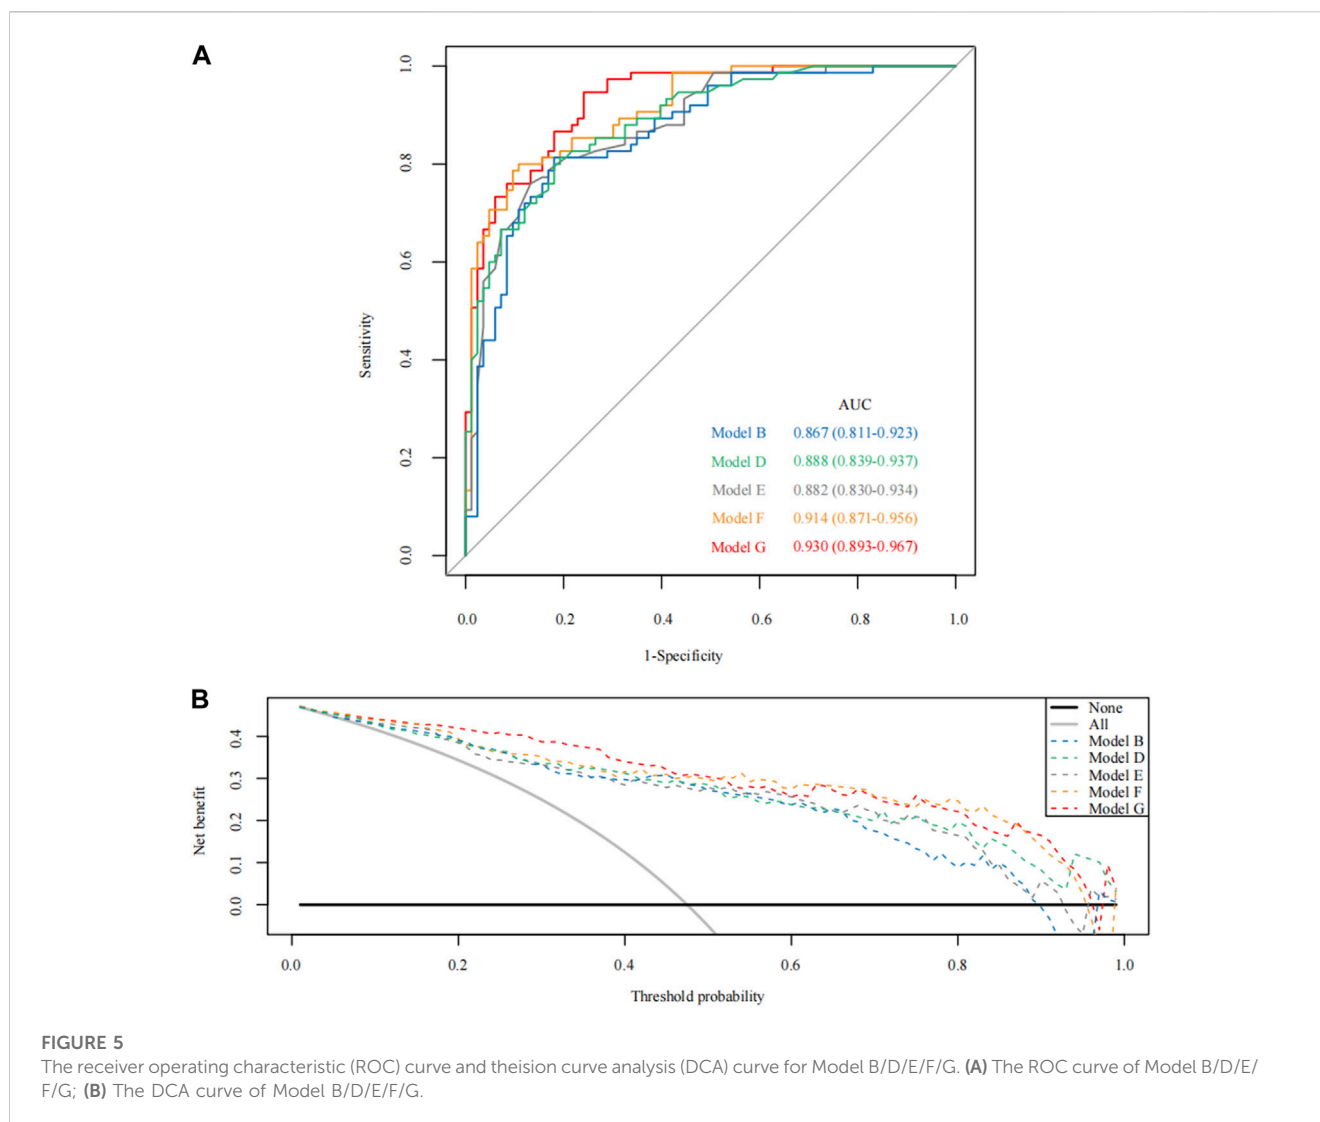 A
1.0
0.8
0.6
0.4
0.2
0.0
Sensitivity
AUC
Model B 0.867 (0.811-0.923)
Model D 0.888 (0.839-0.937)
Model E 0.882 (0.830-0.934)
Model F 0.914 (0.871-0.956)
Model G 0.930 (0.893-0.967)
0.0 0.2 0.4 0.6 0.8 1.0
1-Specificity
B
0.4
0.3
0.2
0.1
0.0
Net benefit
None
All
Model B
Model D
Model E
Model F
Model G
0.0 0.2 0.4 0.6 0.8 1.0
Threshold probability
FIGURE 5
The receiver operating characteristic (ROC) curve and theision curve analysis (DCA) curve for Model B/D/E/F/G. (A) The ROC curve of Model B/D/E/
F/G; (B) The DCA curve of Model B/D/E/F/G.